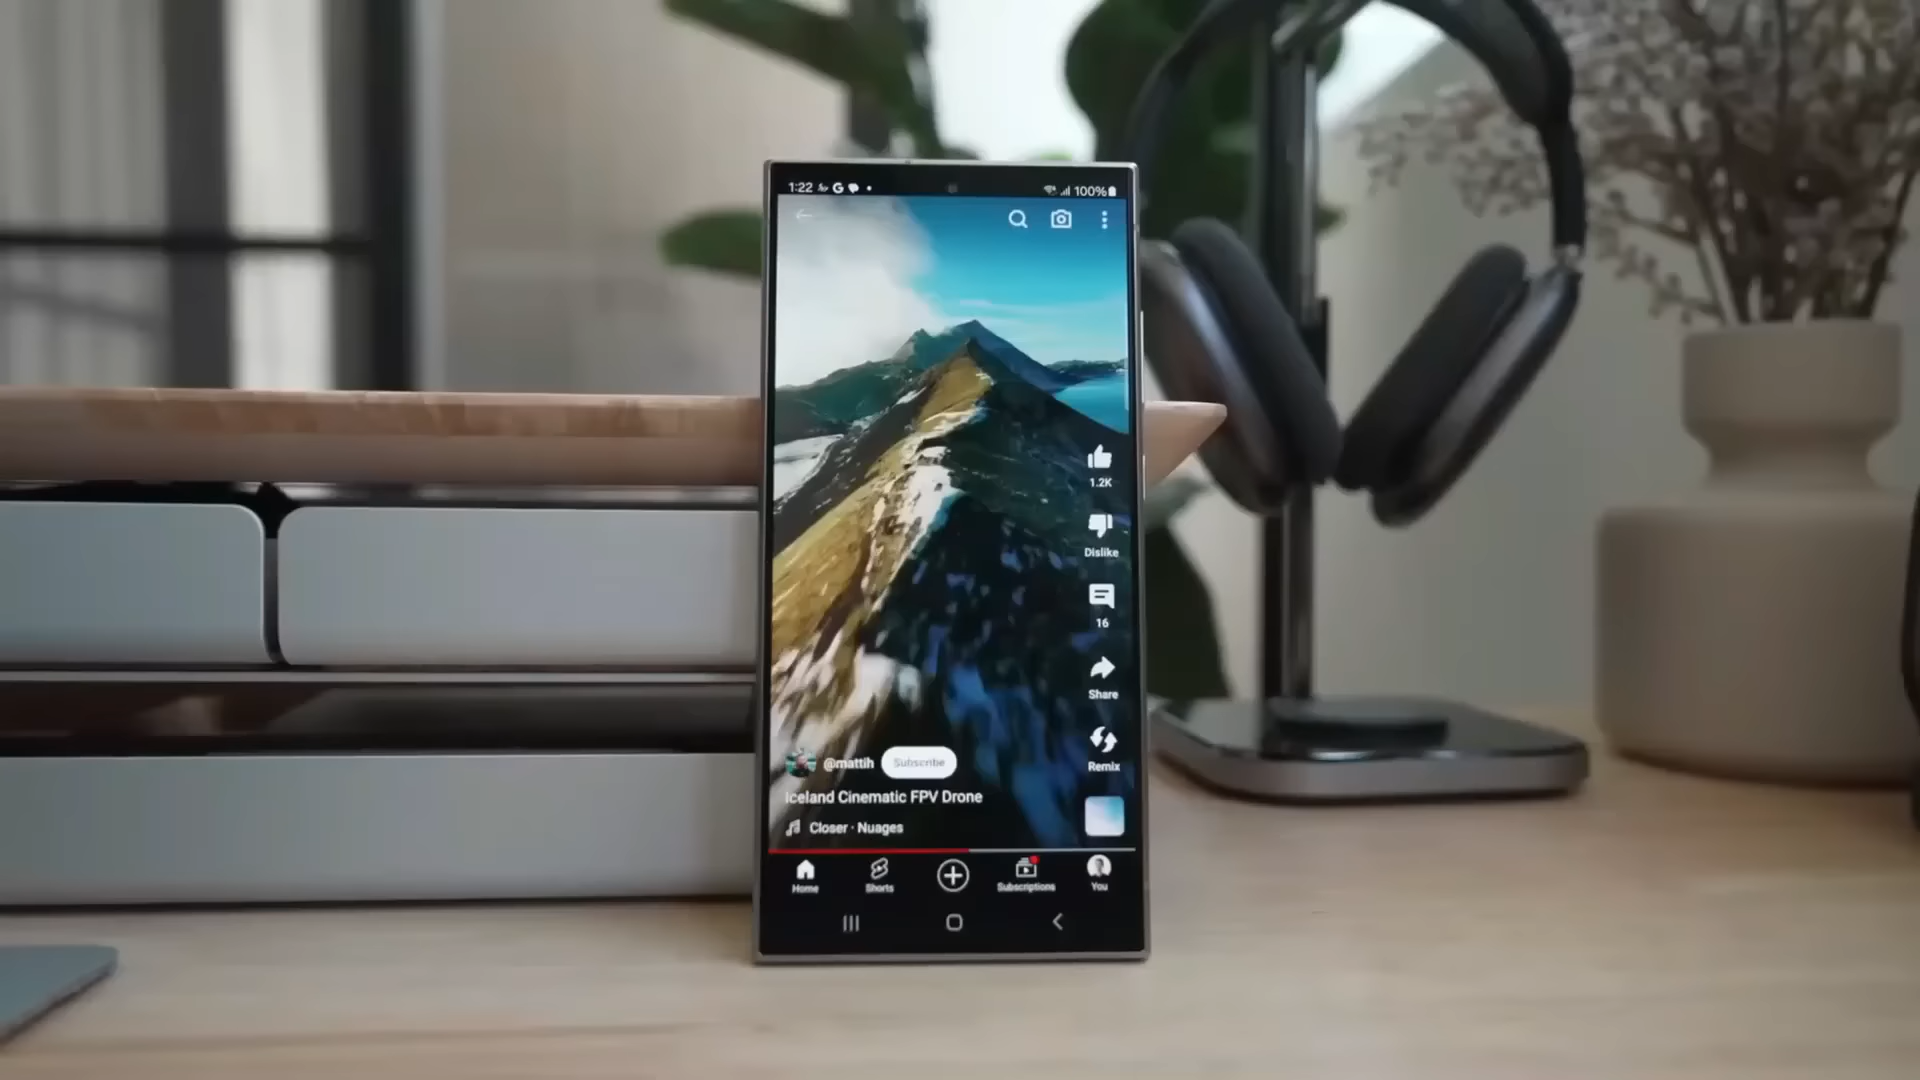 1:22 G 100%
1.2K
Dislike
16
Share
Remix
@mattih Subscribe
Iceland Cinematic FPV Drone
Closer · Nuages
Home Shorts Subscriptions You